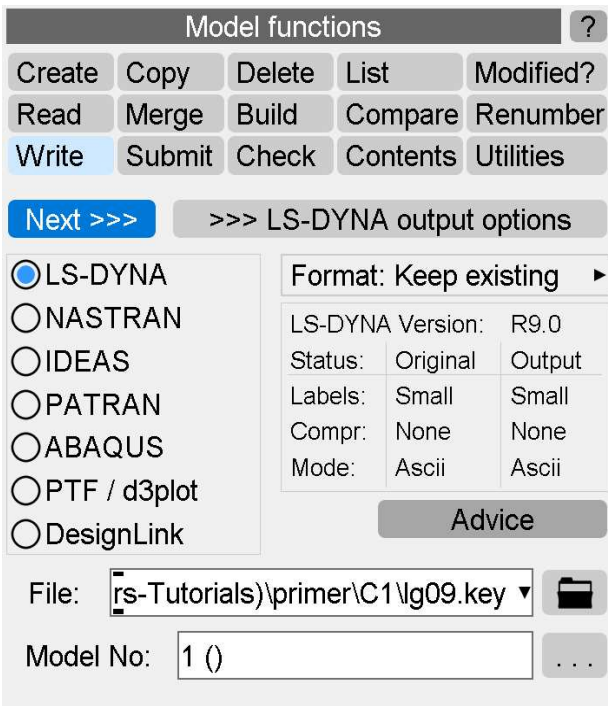 Model functions ?
Create Copy Delete List Modified?
Read Merge Build Compare Renumber
Write Submit Check Contents Utilities
Next >>> >>> LS-DYNA output options
LS-DYNA
NASTRAN
IDEAS
PATRAN
ABAQUS
PTF / d3plot
DesignLink
Format: Keep existing
LS-DYNA Version: R9.0
Status: Original Output
Labels: Small Small
Compr: None None
Mode: Ascii Ascii
Advice
File: rs-Tutorials)\primer\C1\lg09.key
Model No: 1 () ...